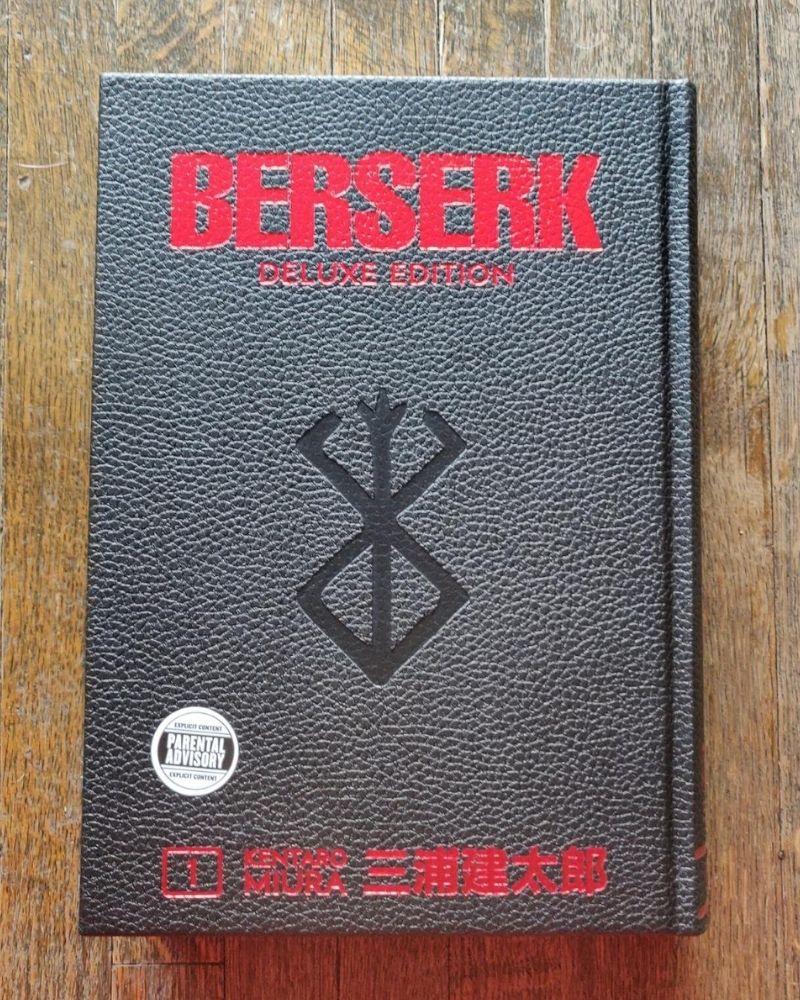 BERSERK
DELUXE EDITION
EXPLICIT CONTENT
PARENTAL
ADVISORY
EXPLICIT CONTENT
1
KENTARO
MIURA
三浦建太郎